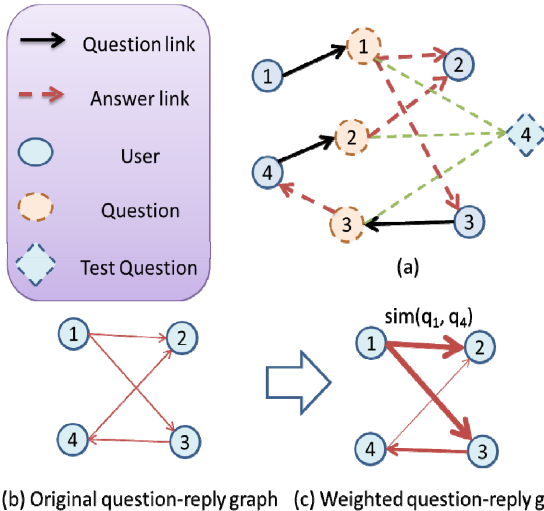 Question link
Answer link
User
Question
Test Question
1
1
2
2
4
4
3
3
(a)
sim(q1, q4)
1
2
4
3
1
2
4
3
(b) Original question-reply graph
(c) Weighted question-reply g